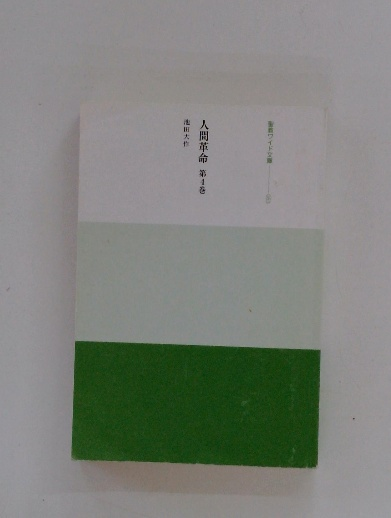 聖教ワイド文庫
人間革命 第4巻
池田大作